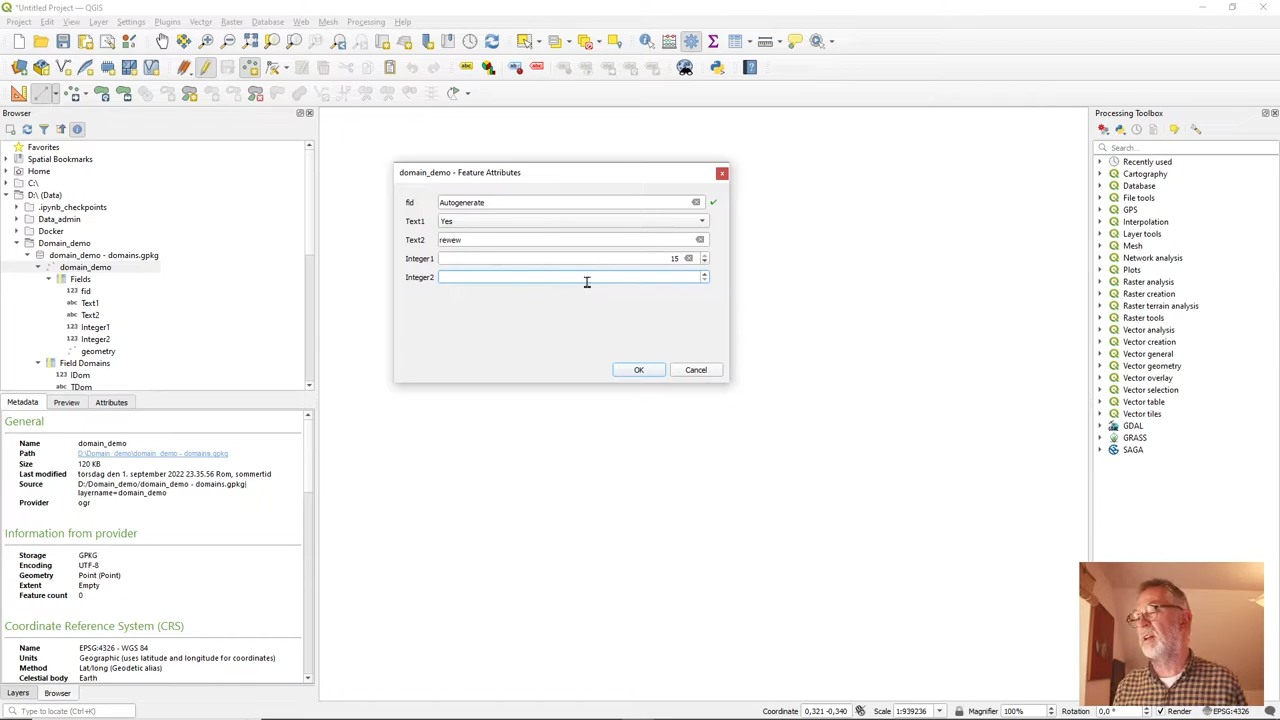 *Untitled Project — QGIS
Project Edit View Layer Settings Plugins Vector Raster Database Web Mesh Processing Help
Browser
Favorites
Spatial Bookmarks
Home
C:\
D:\ (Data)
.ipynb_checkpoints
Data_admin
Docker
Domain_demo
domain_demo - domains.gpkg
domain_demo
Fields
123 fid
abc Text1
abc Text2
123 Integer1
123 Integer2
geometry
Field Domains
123 IDom
abc TDom
Metadata Preview Attributes
General
Name domain_demo
Path D:\Domain_demo\domain_demo - domains.gpkg
Size 120 KB
Last modified torsdag den 1. september 2022 23.35.56 Rom, sommertid
Source D:/Domain_demo/domain_demo - domains.gpkg|
layername=domain_demo
Provider ogr
Information from provider
Storage GPKG
Encoding UTF-8
Geometry Point (Point)
Extent Empty
Feature count 0
Coordinate Reference System (CRS)
Name EPSG:4326 - WGS 84
Units Geographic (uses latitude and longitude for coordinates)
Method Lat/long (Geodetic alias)
Celestial body Earth
Layers Browser
domain_demo - Feature Attributes
fid Autogenerate
Text1 Yes
Text2 rewew
Integer1 15
Integer2
OK Cancel
Processing Toolbox
Search...
Recently used
Cartography
Database
File tools
GPS
Interpolation
Layer tools
Mesh
Network analysis
Plots
Raster analysis
Raster creation
Raster terrain analysis
Raster tools
Vector analysis
Vector creation
Vector general
Vector geometry
Vector overlay
Vector selection
Vector table
Vector tiles
GDAL
GRASS
SAGA
Type to locate (Ctrl+K)
Coordinate 0,321 -0,340 Scale 1:939236 Magnifier 100% Rotation 0,0 ° Render EPSG:4326